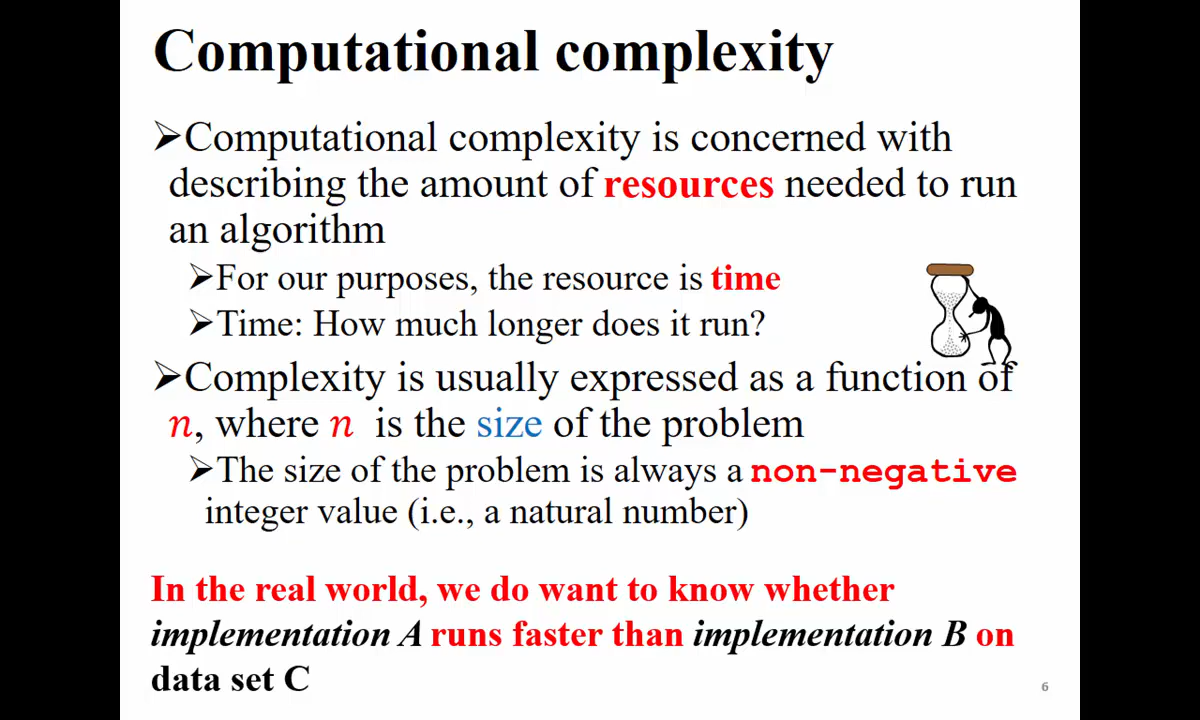 Computational complexity
➢Computational complexity is concerned with
describing the amount of resources needed to run
an algorithm
➢For our purposes, the resource is time
➢Time: How much longer does it run?
➢Complexity is usually expressed as a function of
n, where n is the size of the problem
➢The size of the problem is always a non-negative
integer value (i.e., a natural number)
In the real world, we do want to know whether
implementation A runs faster than implementation B on
data set C
6